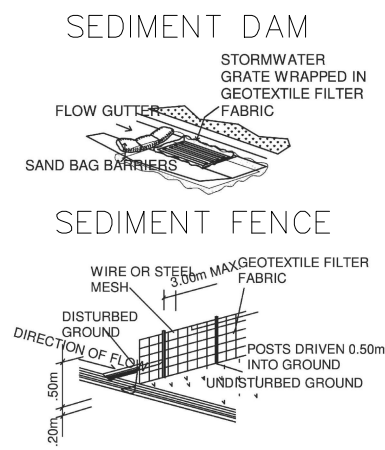 SEDIMENT DAM
STORMWATER
GRATE WRAPPED IN
GEOTEXTILE FILTER
FABRIC
FLOW GUTTER
SAND BAG BARRIERS
SEDIMENT FENCE
WIRE OR STEEL
MESH
3.00m MAX.
GEOTEXTILE FILTER
FABRIC
DISTURBED
GROUND
DIRECTION OF FLOW
POSTS DRIVEN 0.50m
INTO GROUND
UNDISTURBED GROUND
.50m
.20m